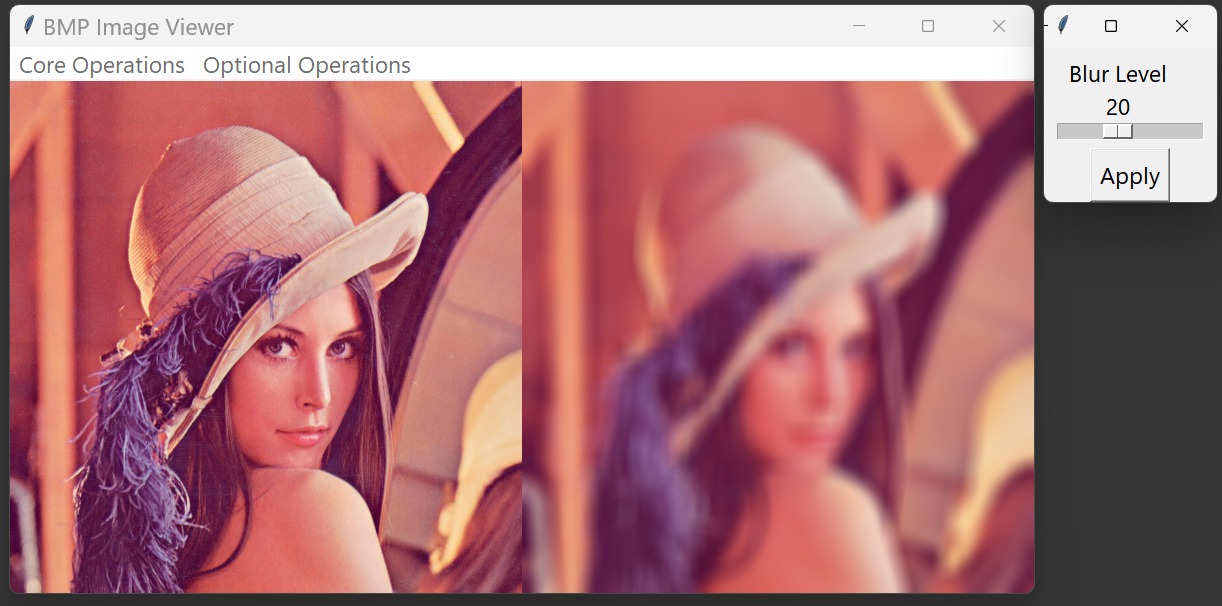 BMP Image Viewer
Core Operations Optional Operations
Blur Level
20
Apply